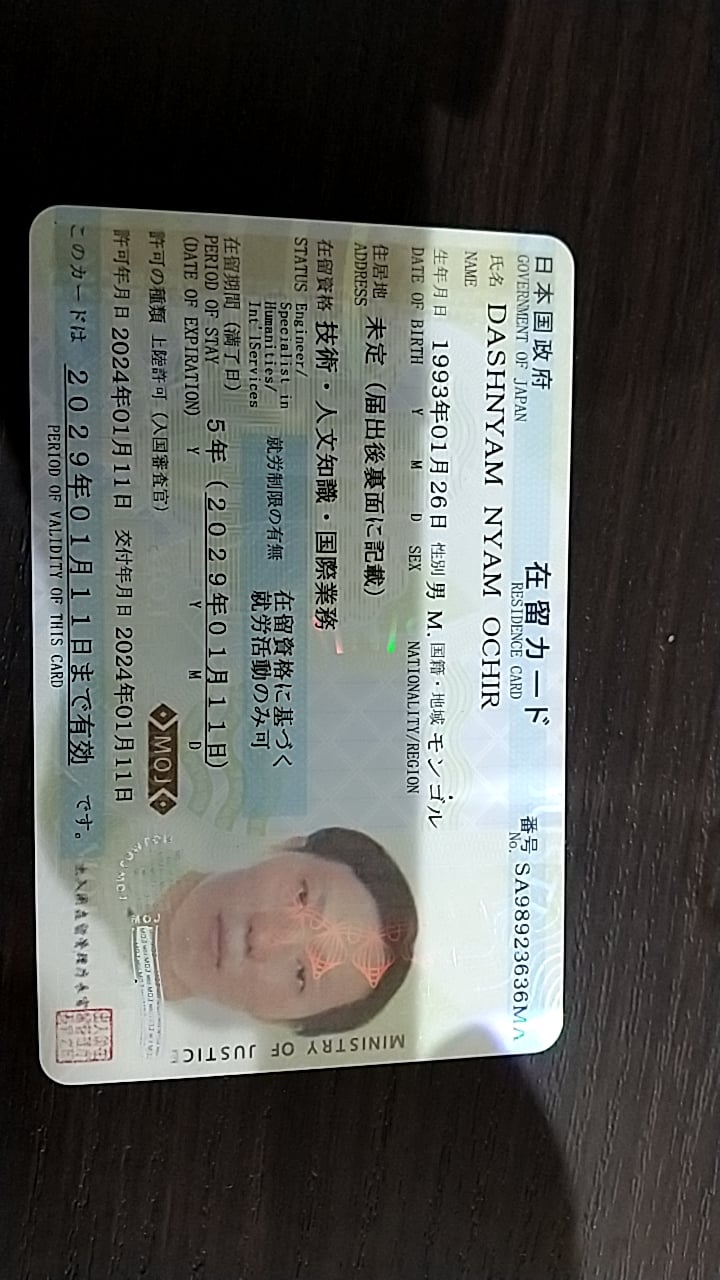 日本国政府 在留カード 番号 SA98923636MA
GOVERNMENT OF JAPAN RESIDENCE CARD No.
氏名 DASHNYAM NYAM OCHIR
NAME
生年月日 1993年01月26日 性別 男 M. 国籍・地域 モンゴル
DATE OF BIRTH Y M D SEX NATIONALITY/REGION
住居地 未定（届出後裏面に記載）
ADDRESS
在留資格 技術・人文知識・国際業務
STATUS Engineer/
Specialist in
Humanities/
Int'lServices
就労制限の有無 在留資格に基づく
就労活動のみ可
在留期間（満了日） 5年（2029年01月11日）
PERIOD OF STAY
(DATE OF EXPIRATION) Y Y M D
許可の種類 上陸許可（入国審査官）
許可年月日 2024年01月11日 交付年月日 2024年01月11日
このカードは 2029年01月11日まで有効 です。
PERIOD OF VALIDITY OF THIS CARD
MOJ
MINISTRY OF JUSTICE